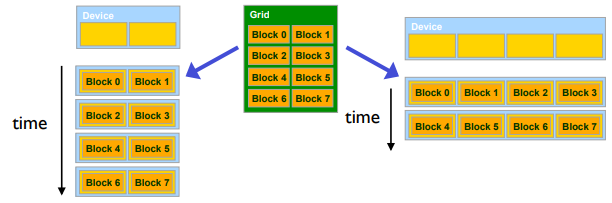 Device
Block 0 Block 1
Block 2 Block 3
Block 4 Block 5
Block 6 Block 7
time
Grid
Block 0 Block 1
Block 2 Block 3
Block 4 Block 5
Block 6 Block 7
Device
Block 0 Block 1 Block 2 Block 3
Block 4 Block 5 Block 6 Block 7
time